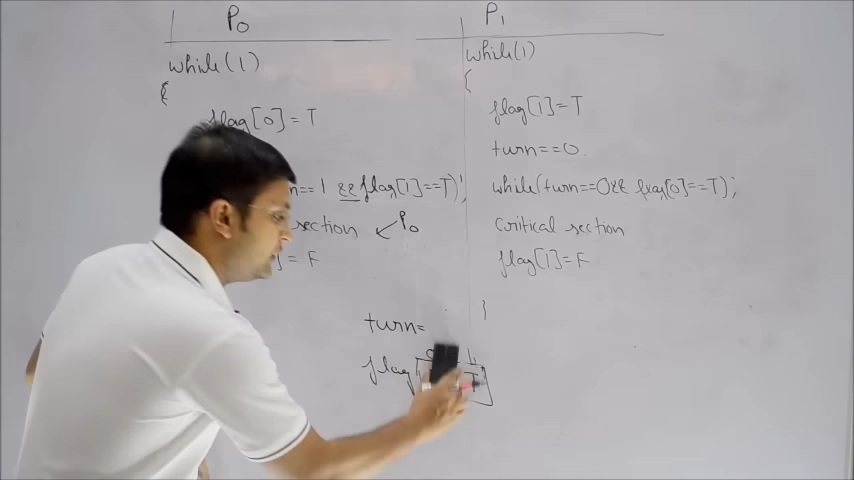 P0
while(1)
{
flag[0] = T
n==1 && flag[1]==T)!,
section ← P0
] = F
P1
while(1)
{
flag[1] = T
turn==0.
while(turn==0&& flag[0]==T);
Critical section
flag[1]=F
}
turn=
flag
T